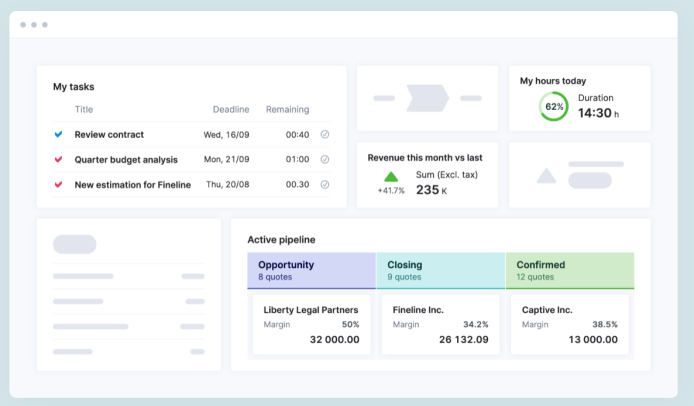 My tasks
Title Deadline Remaining
Review contract Wed, 16/09 00:40
Quarter budget analysis Mon, 21/09 01:00
New estimation for Fineline Thu, 20/08 00.30
My hours today
62%
Duration
14:30 h
Revenue this month vs last
+41.7%
Sum (Excl. tax)
235 K
Active pipeline
Opportunity
8 quotes
Closing
9 quotes
Confirmed
12 quotes
Liberty Legal Partners
Margin 50%
32 000.00
Fineline Inc.
Margin 34.2%
26 132.09
Captive Inc.
Margin 38.5%
13 000.00